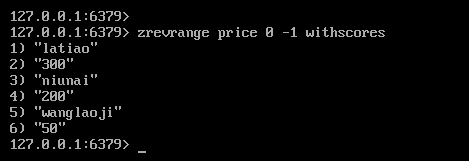 127.0.0.1:6379>
127.0.0.1:6379> zrevrange price 0 -1 withscores
1) "latiao"
2) "300"
3) "niunai"
4) "200"
5) "wanglaoji"
6) "50"
127.0.0.1:6379> _